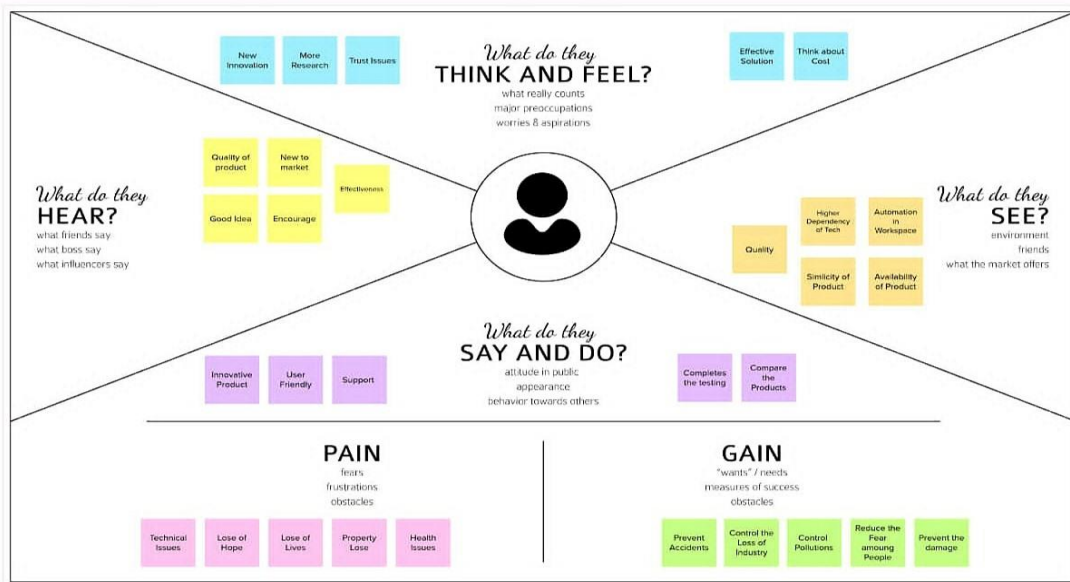 What do they
THINK AND FEEL?
what really counts
major preoccupations
worries & aspirations
New
Innovation
More
Research
Trust Issues
Effective
Solution
Think about
Cost
What do they
HEAR?
what friends say
what boss say
what influencers say
Quality of
product
New to
market
Effectiveness
Good Idea
Encourage
What do they
SEE?
environment
friends
what the market offers
Quality
Higher
Dependency
of Tech
Automation
in
Workspace
Similicity of
Product
Availability
of Product
What do they
SAY AND DO?
attitude in public
appearance
behavior towards others
Innovative
Product
User
Friendly
Support
Completes
the testing
Compare
the
Products
PAIN
fears
frustrations
obstacles
Technical
Issues
Lose of
Hope
Lose of
Lives
Property
Lose
Health
Issues
GAIN
"wants" / needs
measures of success
obstacles
Prevent
Accidents
Control the
Loss of
Industry
Control
Pollutions
Reduce the
Fear
amoung
People
Prevent the
damage